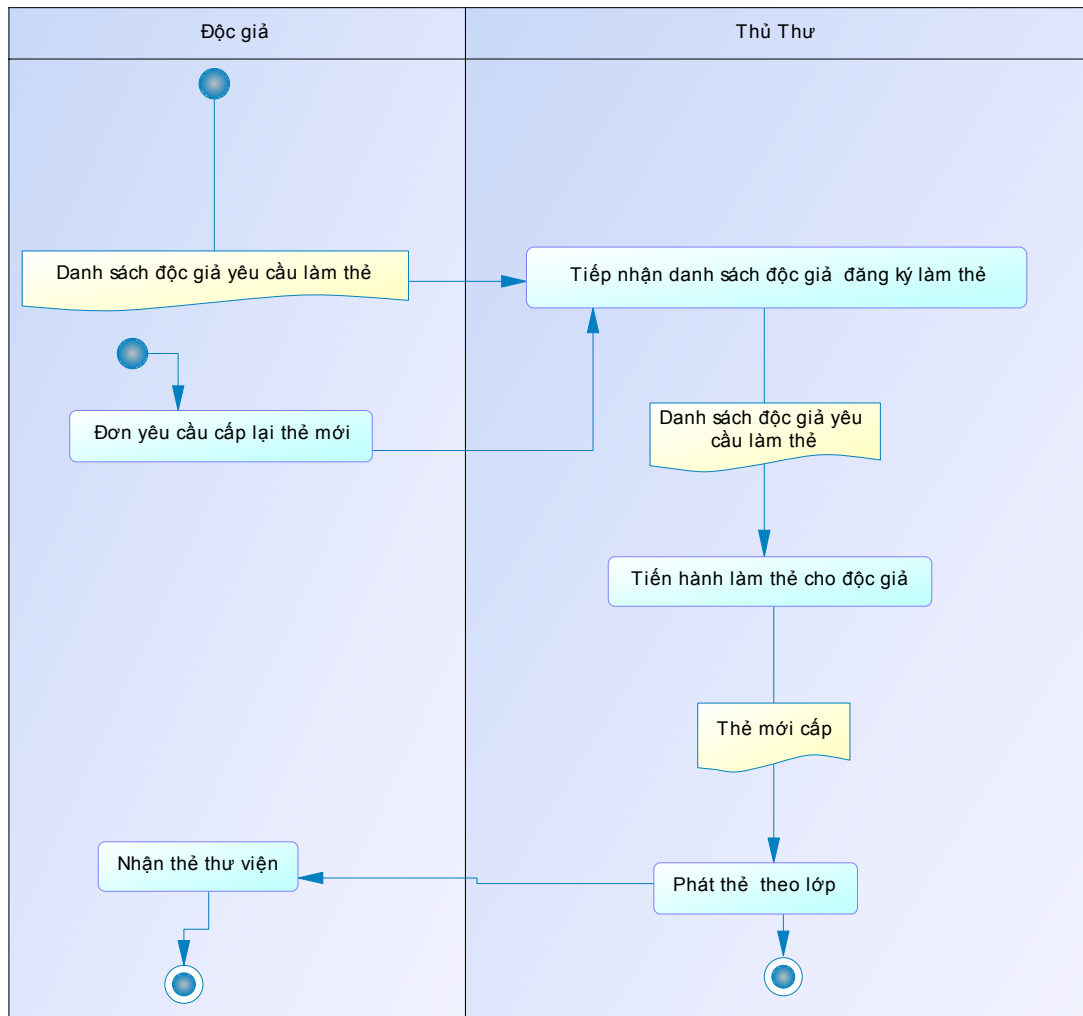 Độc giả
Thủ Thư
Danh sách độc giả yêu cầu làm thẻ
Tiếp nhận danh sách độc giả đăng ký làm thẻ
Đơn yêu cầu cấp lại thẻ mới
Danh sách độc giả yêu
cầu làm thẻ
Tiến hành làm thẻ cho độc giả
Thẻ mới cấp
Nhận thẻ thư viện
Phát thẻ theo lớp